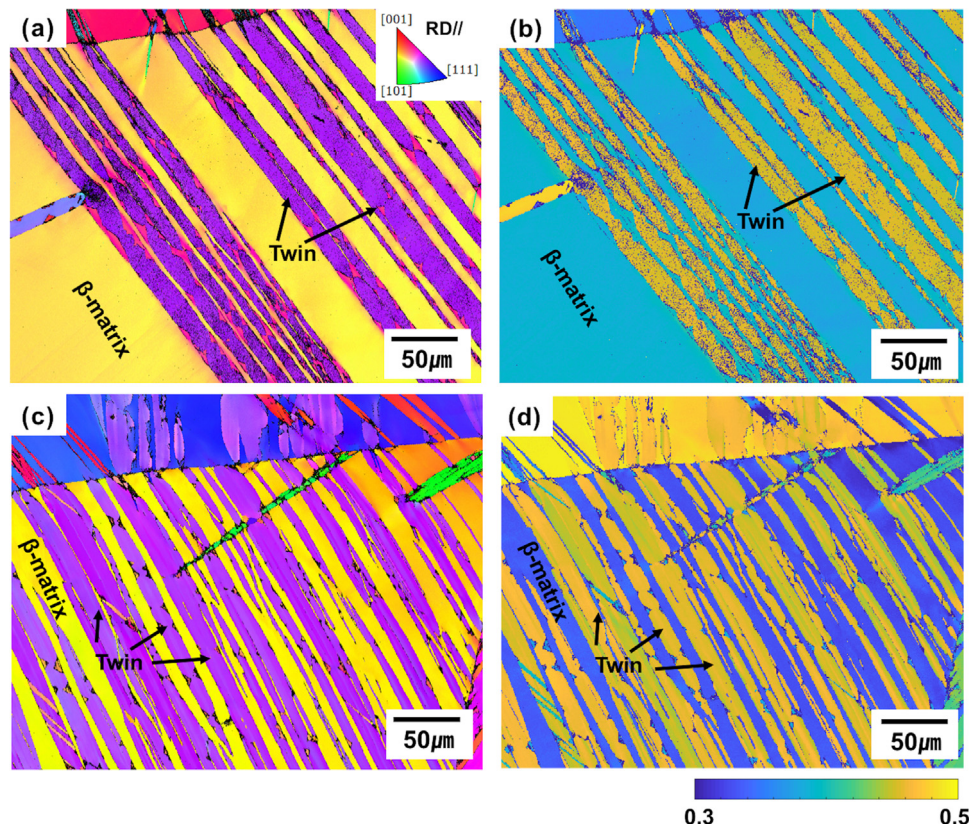 (a)
[001]
RD//
[111]
[101]
Twin
β-matrix
50㎛
(b)
Twin
β-matrix
50㎛
(c)
β-matrix
Twin
50㎛
(d)
β-matrix
Twin
50㎛
0.3
0.5